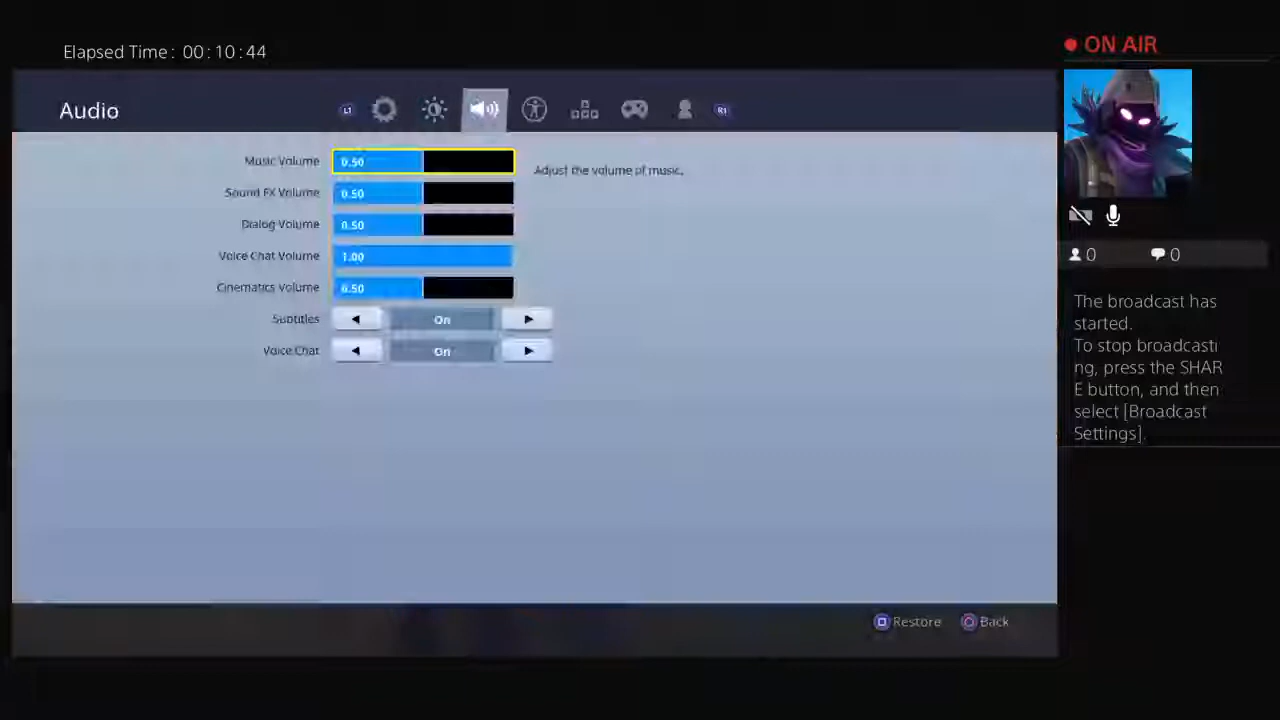 Elapsed Time: 00:10:44
ON AIR
Audio
L1
R1
Music Volume 0.50
Adjust the volume of music.
Sound FX Volume 0.50
Dialog Volume 0.50
Voice Chat Volume 1.00
Cinematics Volume 0.50
Subtitles On
Voice Chat On
0 0
The broadcast has
started.
To stop broadcasti
ng, press the SHAR
E button, and then
select [Broadcast
Settings].
Restore Back